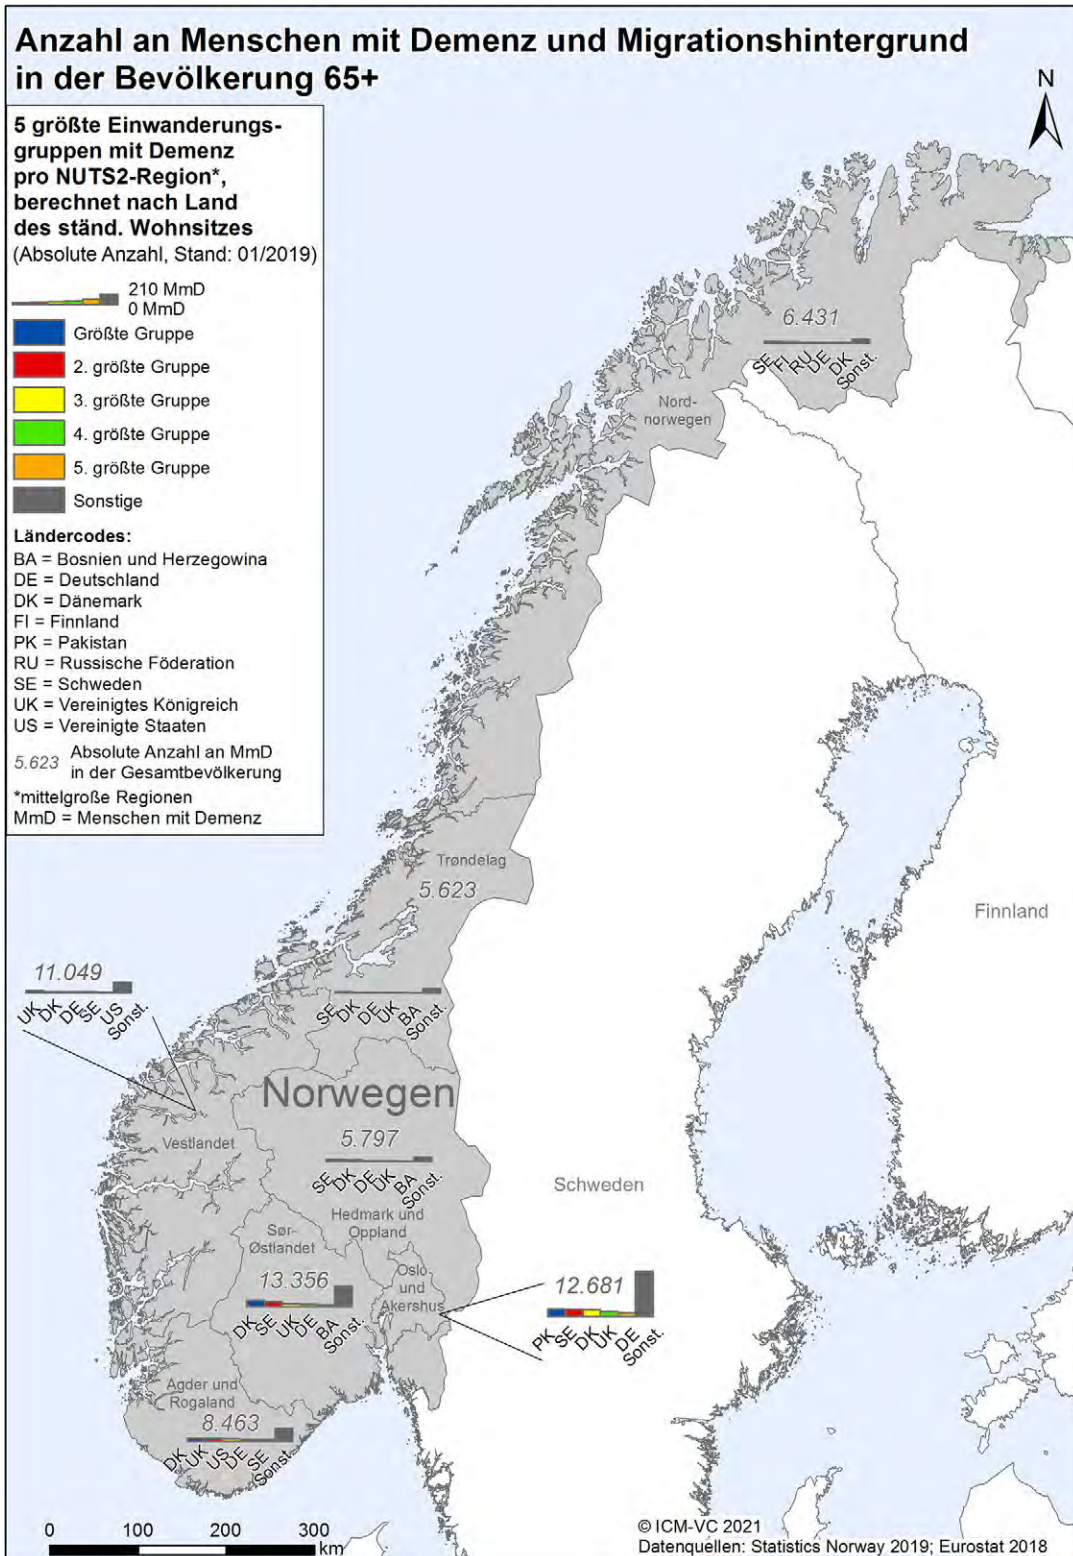 Anzahl an Menschen mit Demenz und Migrationshintergrund
in der Bevölkerung 65+
N
5 größte Einwanderungs-
gruppen mit Demenz
pro NUTS2-Region*,
berechnet nach Land
des ständ. Wohnsitzes
(Absolute Anzahl, Stand: 01/2019)
210 MmD
0 MmD
Größte Gruppe
2. größte Gruppe
3. größte Gruppe
4. größte Gruppe
5. größte Gruppe
Sonstige
Ländercodes:
BA = Bosnien und Herzegowina
DE = Deutschland
DK = Dänemark
FI = Finnland
PK = Pakistan
RU = Russische Föderation
SE = Schweden
UK = Vereinigtes Königreich
US = Vereinigte Staaten
5.623 Absolute Anzahl an MmD
in der Gesamtbevölkerung
*mittelgroße Regionen
MmD = Menschen mit Demenz
6.431
SE FI RU DE DK Sonst.
Nord-
norwegen
Trøndelag
5.623
SE DK DE UK BA Sonst.
Finnland
11.049
UK DK DE SE US Sonst.
Norwegen
Vestlandet
5.797
SE DK DE UK BA Sonst.
Schweden
Hedmark und
Oppland
Sør-
Østlandet
13.356
DK SE UK DE BA Sonst.
Oslo
und
Akershus
12.681
PK SE DK UK DE Sonst.
Agder und
Rogaland
8.463
DK UK US DE SE Sonst.
0 100 200 300
km
© ICM-VC 2021
Datenquellen: Statistics Norway 2019; Eurostat 2018